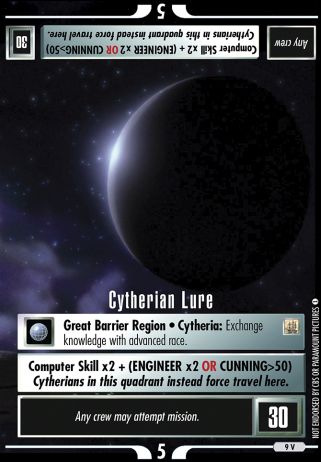 5
Any crew
Computer Skill x2 + (ENGINEER x2 OR CUNNING>50)
Cytherians in this quadrant instead force travel here.
30
Cytherian Lure
Great Barrier Region • Cytheria: Exchange
knowledge with advanced race.
Computer Skill x2 + (ENGINEER x2 OR CUNNING>50)
Cytherians in this quadrant instead force travel here.
Any crew may attempt mission.
30
5
9 V
NOT ENDORSED BY CBS OR PARAMOUNT PICTURES